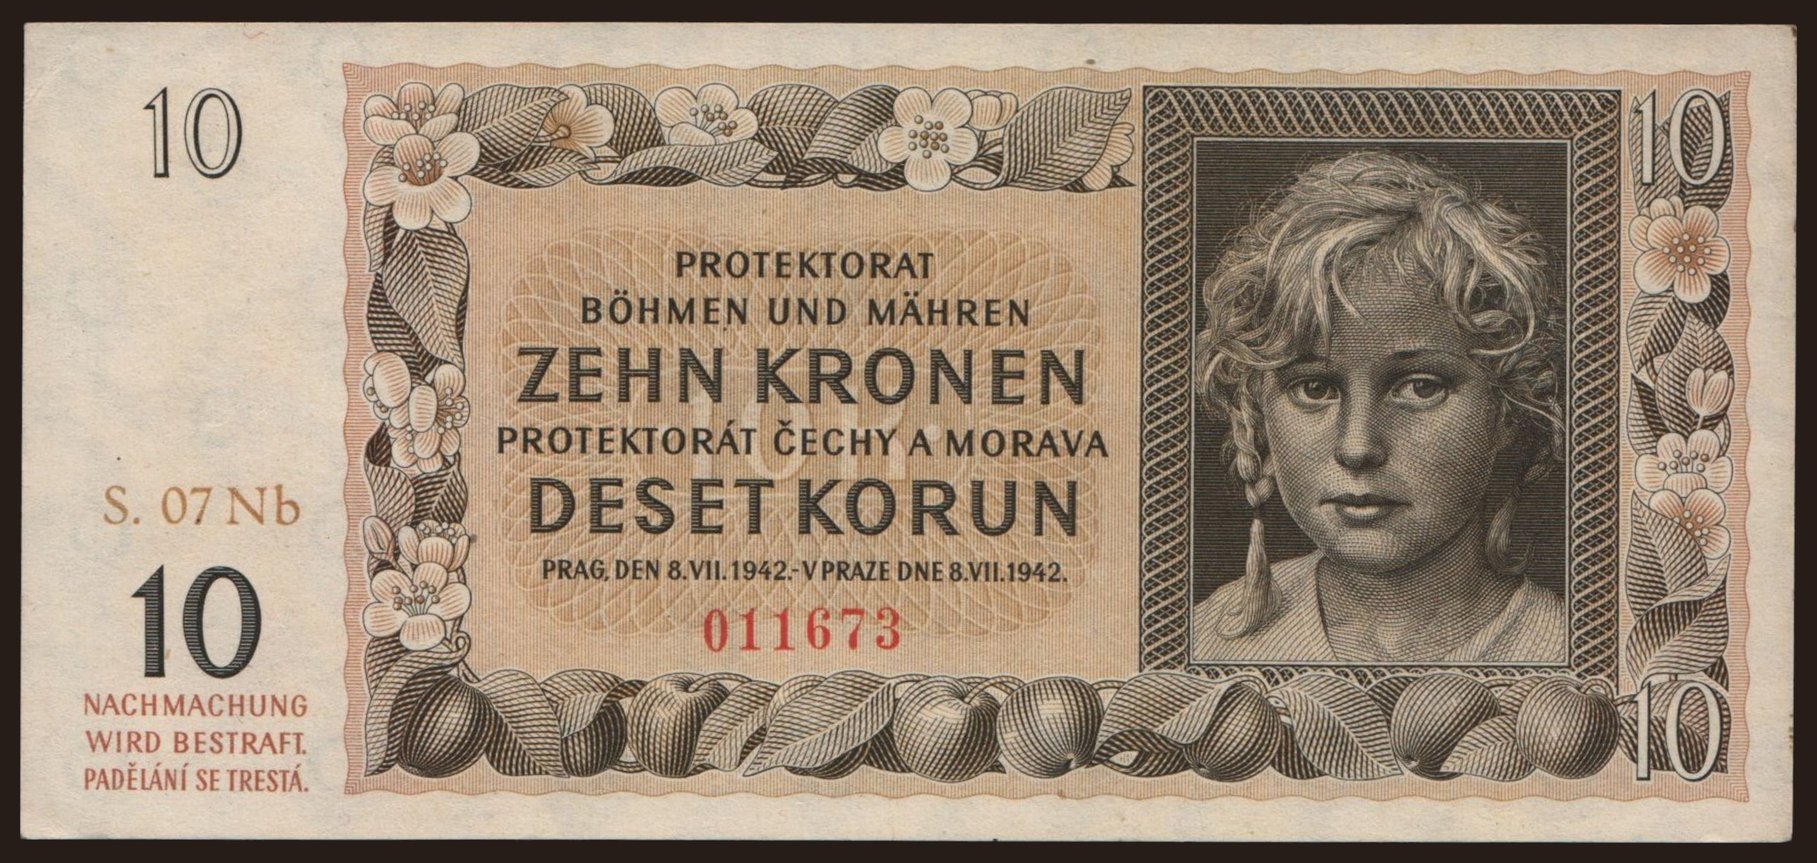 10
S. 07 Nb
10
NACHMACHUNG
WIRD BESTRAFT.
PADĚLÁNÍ SE TRESTÁ.
PROTEKTORAT
BÖHMEN UND MÄHREN
ZEHN KRONEN
PROTEKTORÁT ČECHY A MORAVA
DESET KORUN
PRAG, DEN 8.VII.1942.-V PRAZE DNE 8.VII.1942.
011673
10
10